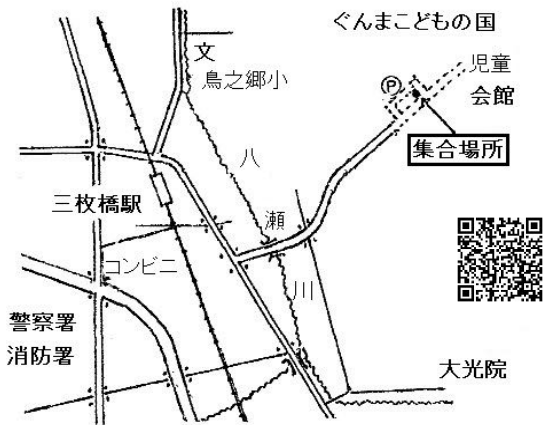 ぐんまこどもの国
文
鳥之郷小
児童
会館
P
集合場所
八
瀬
川
三枚橋駅
コンビニ
警察署
消防署
大光院